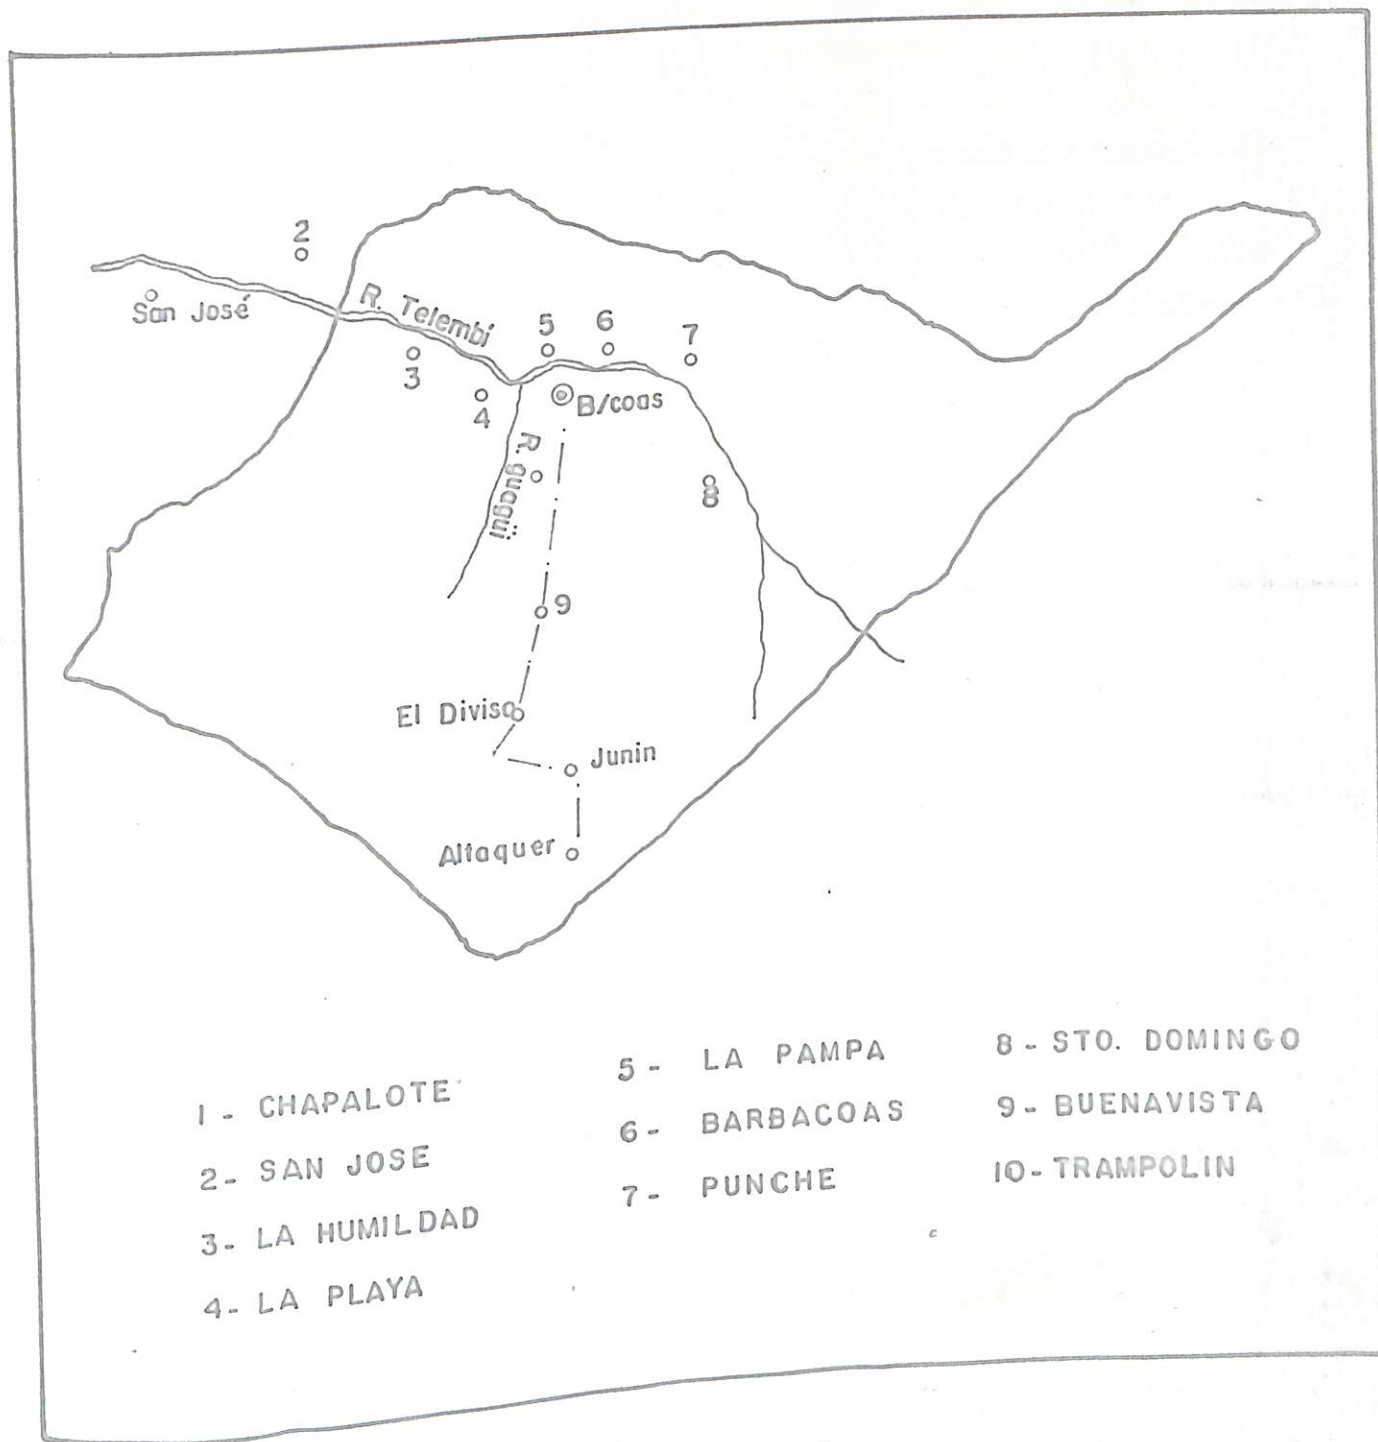 2
San José
R. Telembí
5
6
7
3
4
B/coas
R. guagüi
8
9
El Diviso
Junin
Altaquer
1 - CHAPALOTE
2 - SAN JOSE
3 - LA HUMILDAD
4 - LA PLAYA
5 - LA PAMPA
6 - BARBACOAS
7 - PUNCHE
8 - STO. DOMINGO
9 - BUENAVISTA
10 - TRAMPOLIN